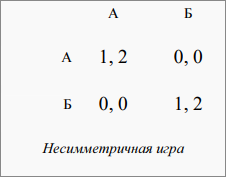 А Б
А 1, 2 0, 0
Б 0, 0 1, 2
Несимметричная игра